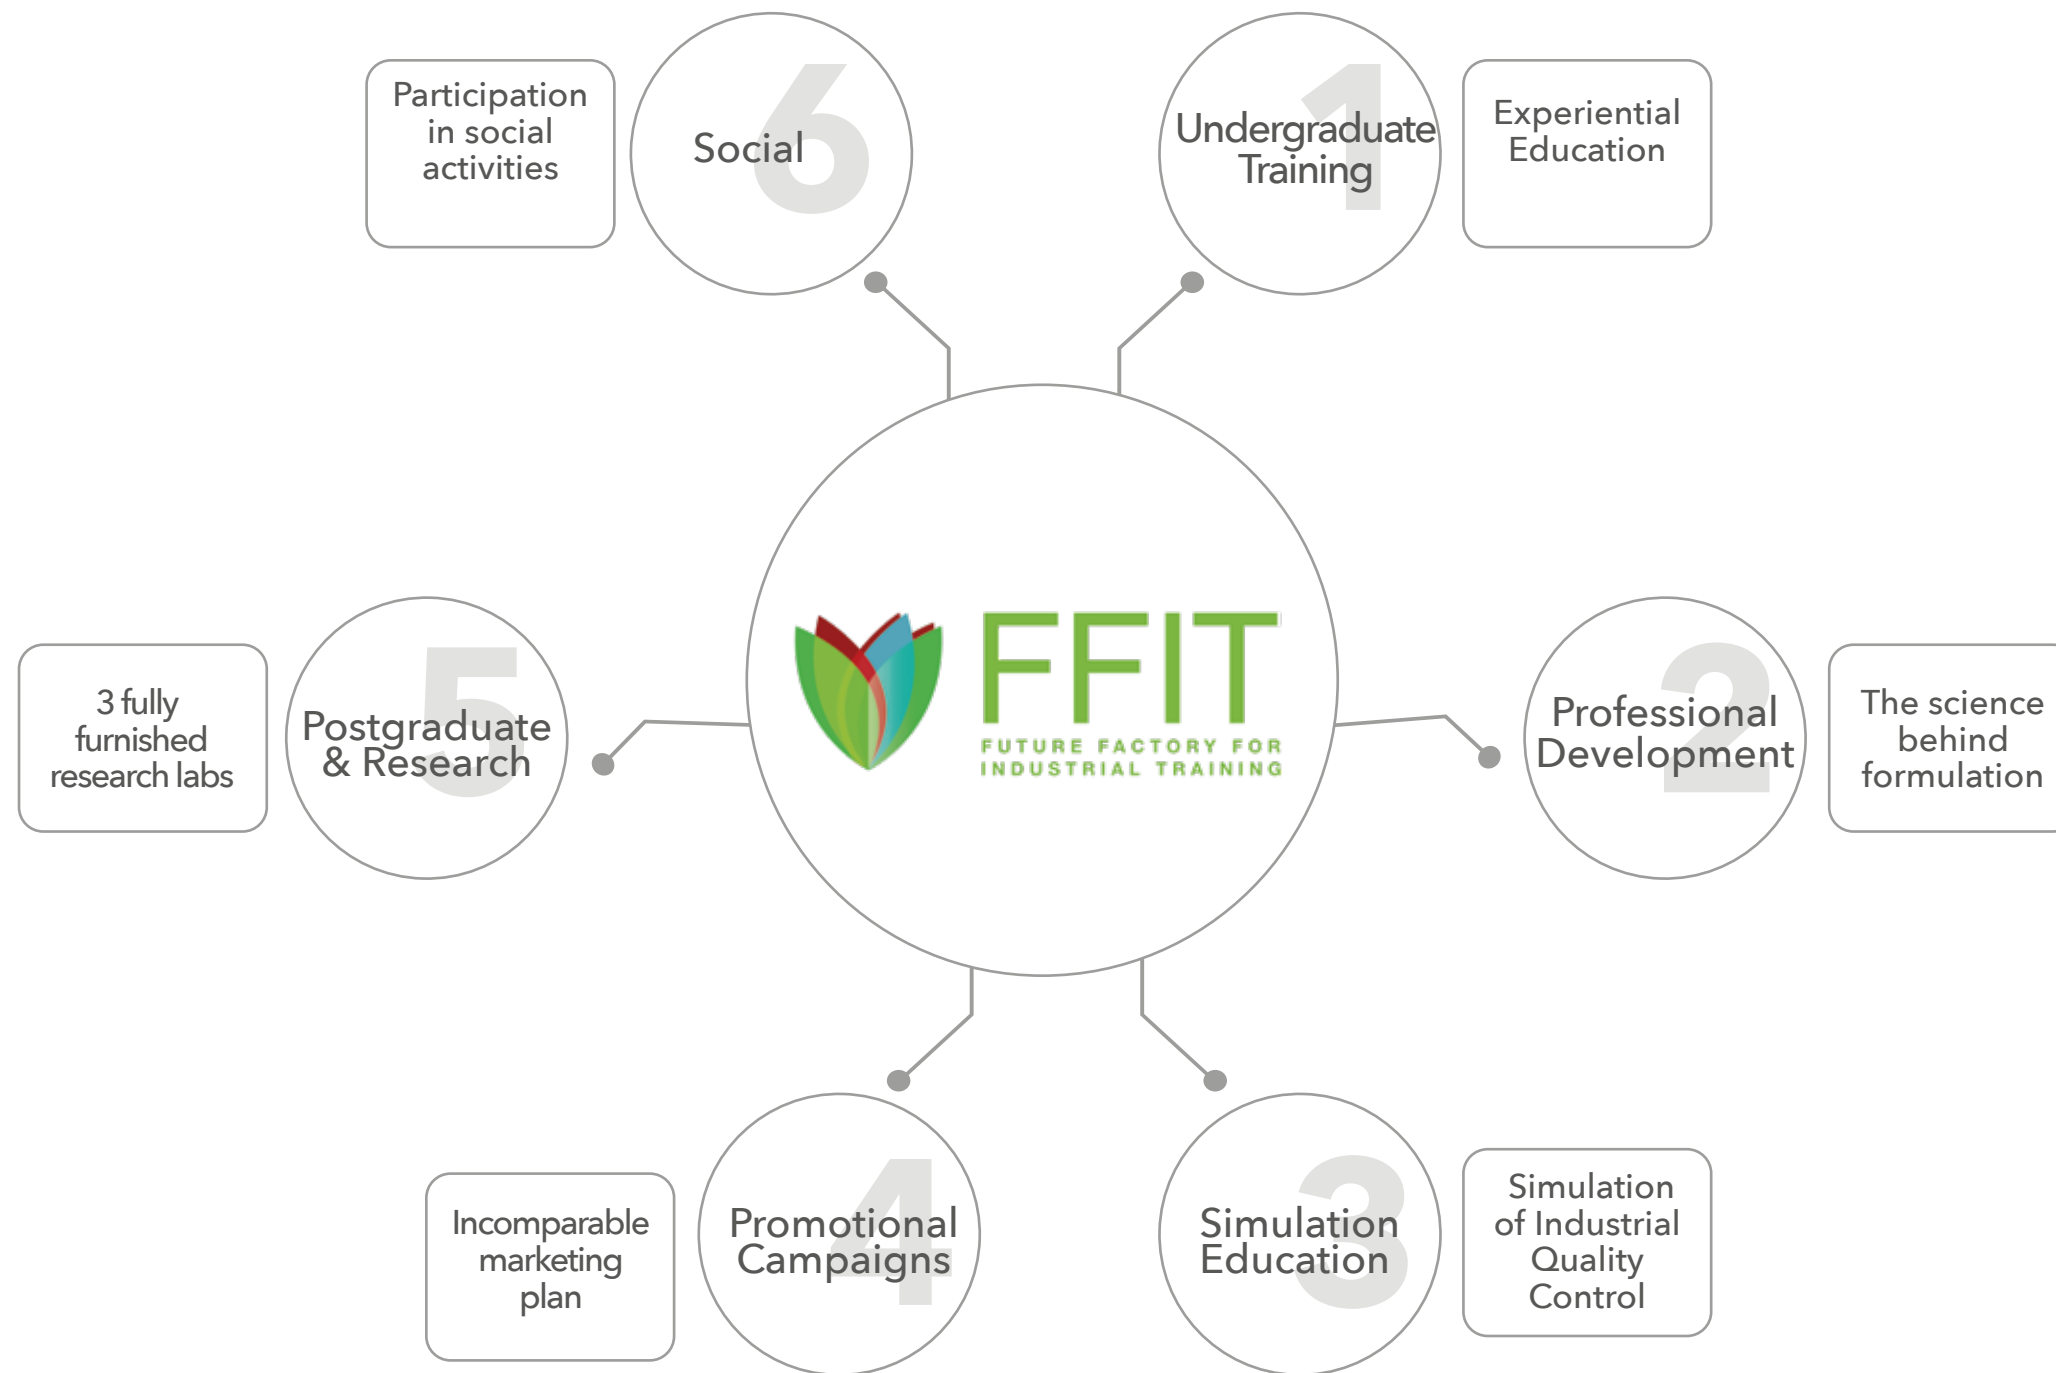 6
Social
Participation
in social
activities
1
Undergraduate
Training
Experiential
Education
FFIT
FUTURE FACTORY FOR
INDUSTRIAL TRAINING
5
Postgraduate
& Research
3 fully
furnished
research labs
2
Professional
Development
The science
behind
formulation
4
Promotional
Campaigns
Incomparable
marketing
plan
3
Simulation
Education
Simulation
of Industrial
Quality
Control